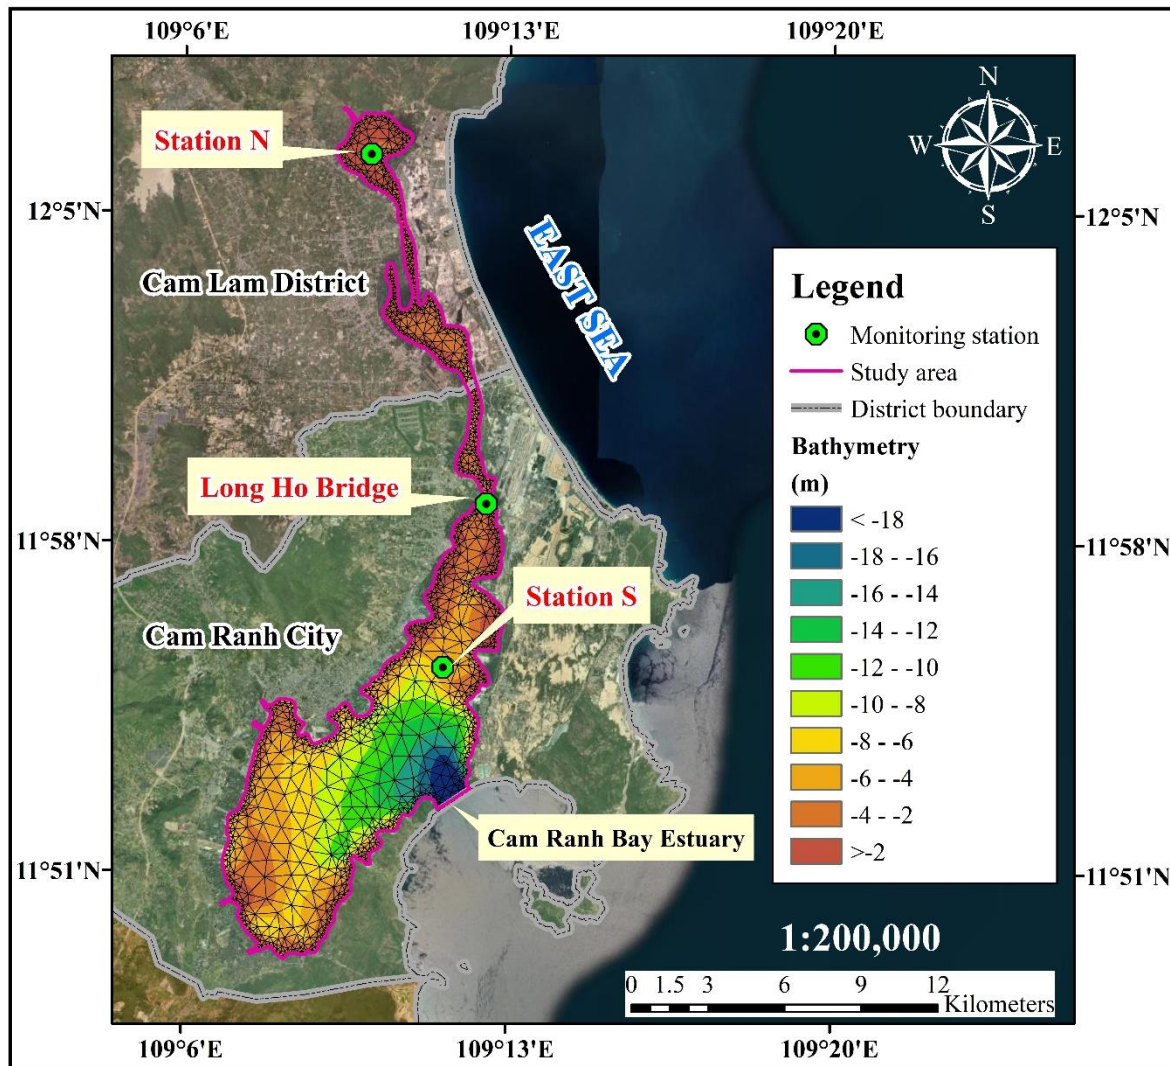 109°6'E 109°13'E 109°20'E
N
W E
S
Station N
12°5'N 12°5'N
EAST SEA
Cam Lam District
Legend
Monitoring station
Study area
District boundary
Bathymetry
(m)
< -18
-18 - -16
-16 - -14
-14 - -12
-12 - -10
-10 - -8
-8 - -6
-6 - -4
-4 - -2
>-2
Long Ho Bridge
11°58'N 11°58'N
Station S
Cam Ranh City
Cam Ranh Bay Estuary
11°51'N 11°51'N
1:200,000
0 1.5 3 6 9 12
Kilometers
109°6'E 109°13'E 109°20'E